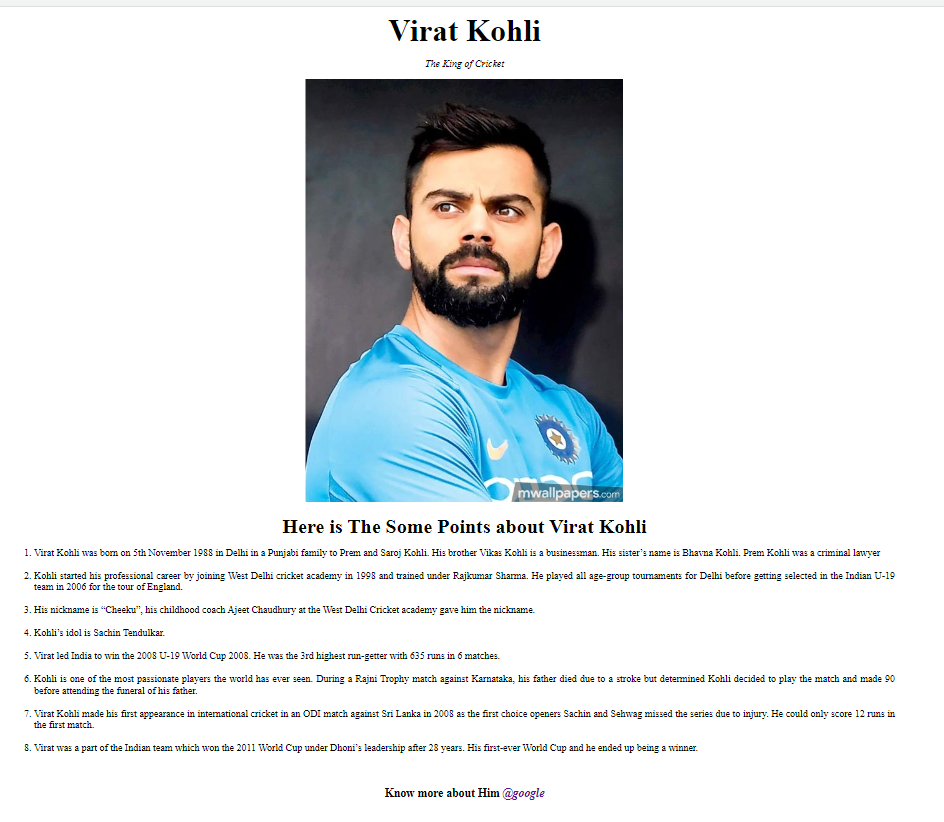 Virat Kohli
The King of Cricket
mwallpapers.com
Here is The Some Points about Virat Kohli
1. Virat Kohli was born on 5th November 1988 in Delhi in a Punjabi family to Prem and Saroj Kohli. His brother Vikas Kohli is a businessman. His sister’s name is Bhavna Kohli. Prem Kohli was a criminal lawyer
2. Kohli started his professional career by joining West Delhi cricket academy in 1998 and trained under Rajkumar Sharma. He played all age-group tournaments for Delhi before getting selected in the Indian U-19
team in 2006 for the tour of England.
3. His nickname is “Cheeku”, his childhood coach Ajeet Chaudhury at the West Delhi Cricket academy gave him the nickname.
4. Kohli’s idol is Sachin Tendulkar.
5. Virat led India to win the 2008 U-19 World Cup 2008. He was the 3rd highest run-getter with 635 runs in 6 matches.
6. Kohli is one of the most passionate players the world has ever seen. During a Rajni Trophy match against Karnataka, his father died due to a stroke but determined Kohli decided to play the match and made 90
before attending the funeral of his father.
7. Virat Kohli made his first appearance in international cricket in an ODI match against Sri Lanka in 2008 as the first choice openers Sachin and Sehwag missed the series due to injury. He could only score 12 runs in
the first match.
8. Virat was a part of the Indian team which won the 2011 World Cup under Dhoni’s leadership after 28 years. His first-ever World Cup and he ended up being a winner.
Know more about Him @google